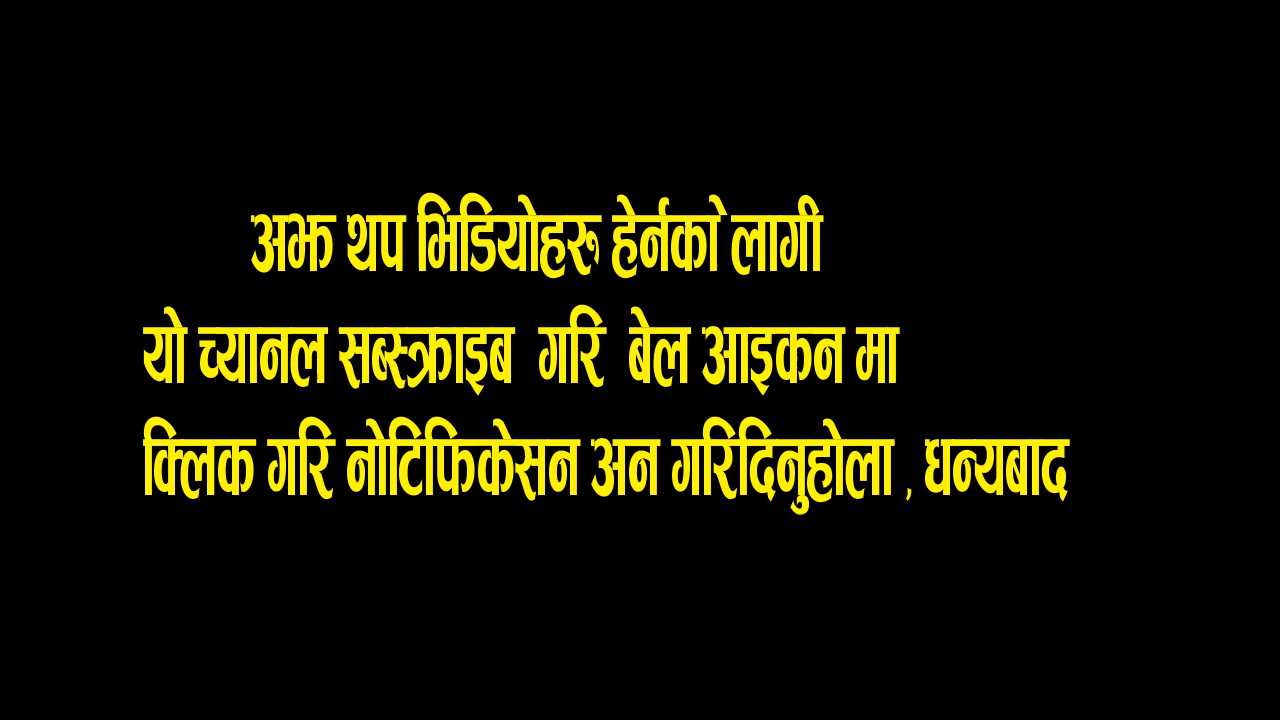 अझ थप भिडियोहरु हेर्नको लागी
यो च्यानल सब्स्क्राइब गरि बेल आइकन मा
क्लिक गरि नोटिफिकेसन अन गरिदिनुहोला , धन्यबाद